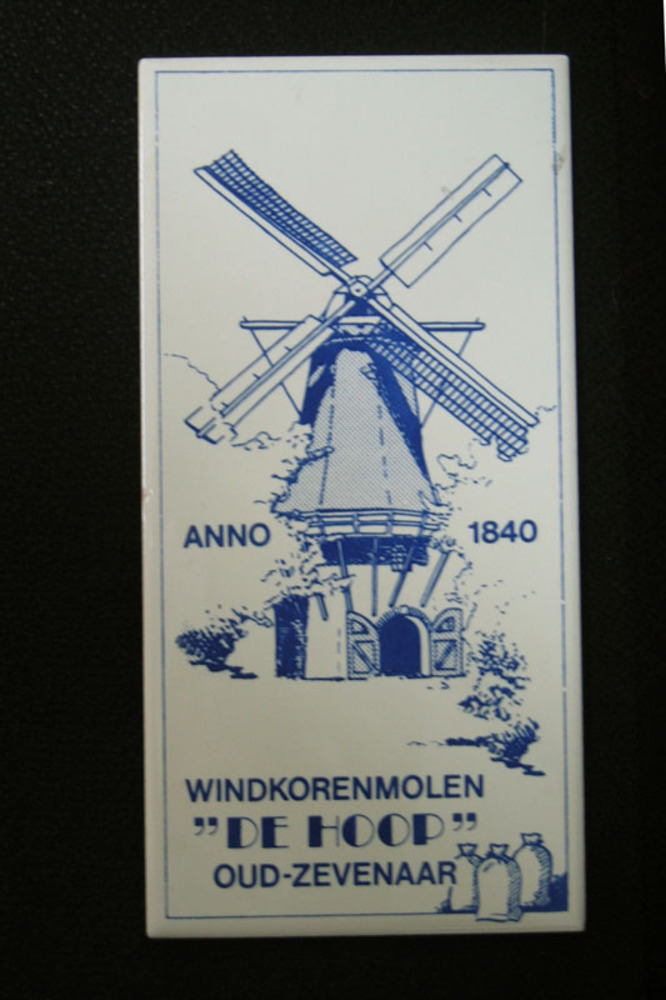 ANNO 1840
WINDKORENMOLEN
”DE HOOP”
OUD-ZEVENAAR